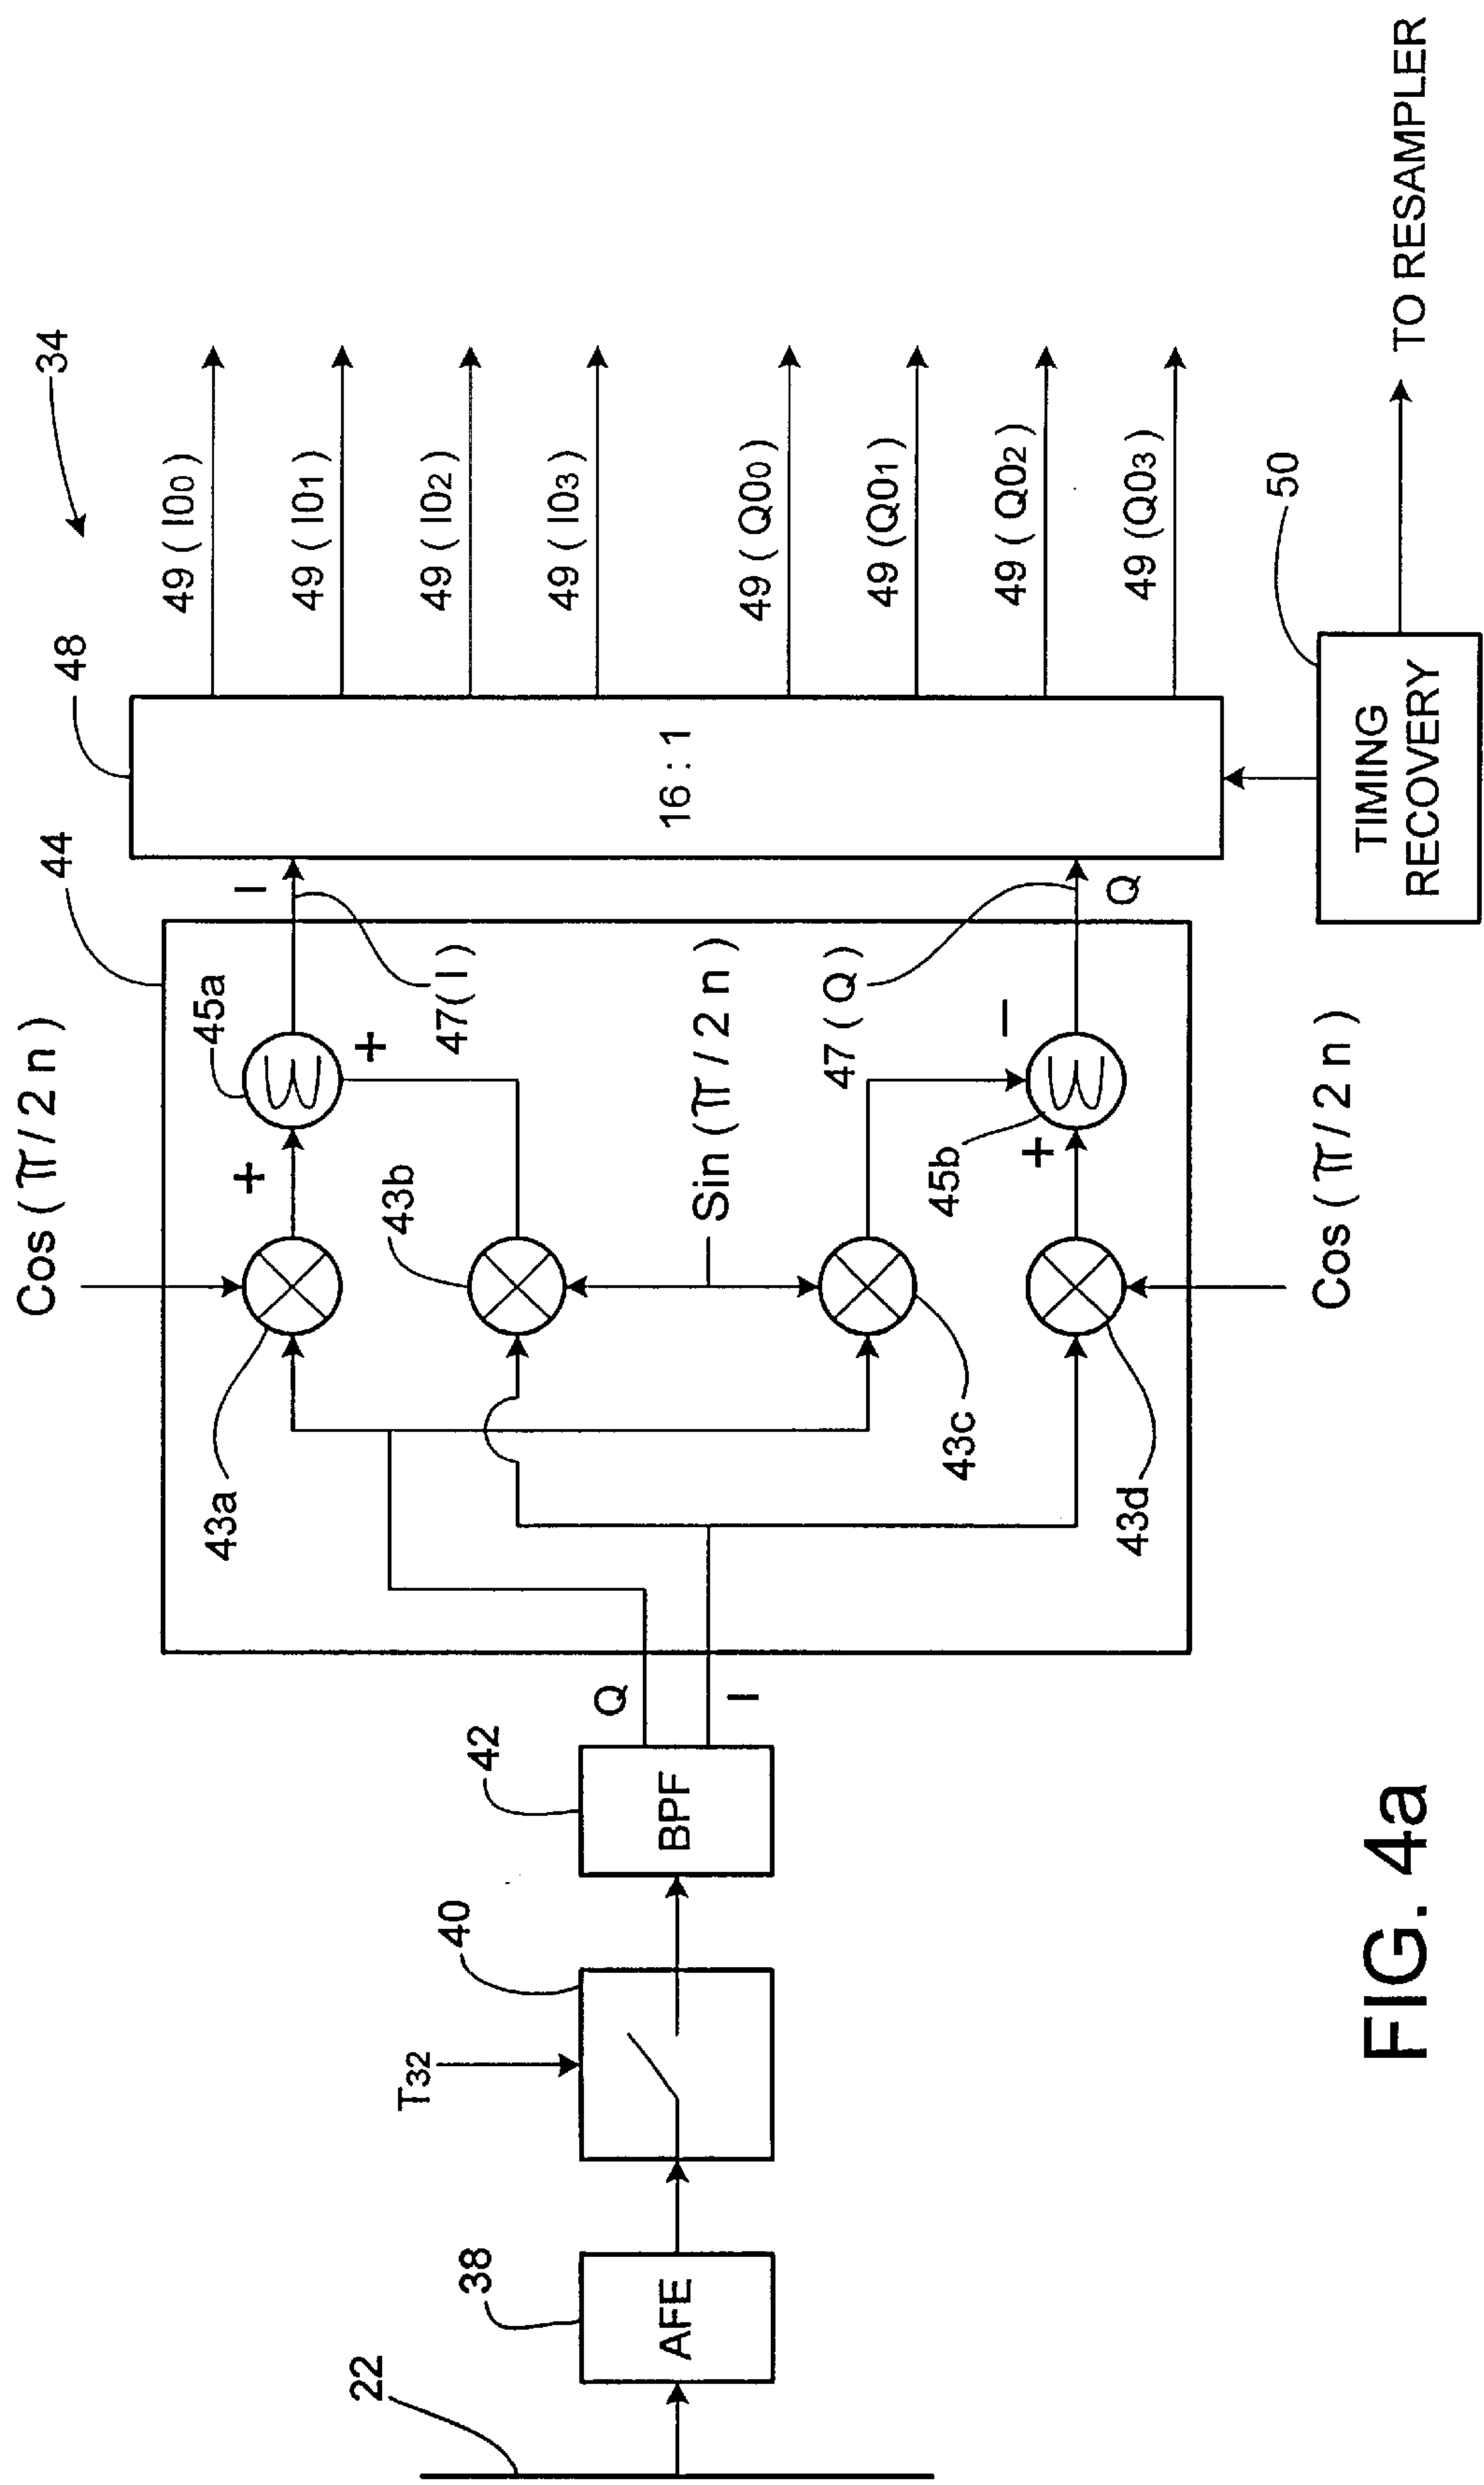 34
44
48
Cos ( π / 2 n )
45a
I
47( I )
+
+
43a
43b
Sin ( π / 2 n )
16 : 1
49 ( I00 )
49 ( I01 )
49 ( I02 )
49 ( I03 )
49 ( Q00 )
49 (Q01 )
49 ( Q02 )
49 (Q03 )
22
38
AFE
T32
40
42
BPF
Q
I
43c
43d
45b
47 ( Q )
−
+
Q
Cos ( π / 2 n )
50
TIMING
RECOVERY
TO RESAMPLER
FIG. 4a